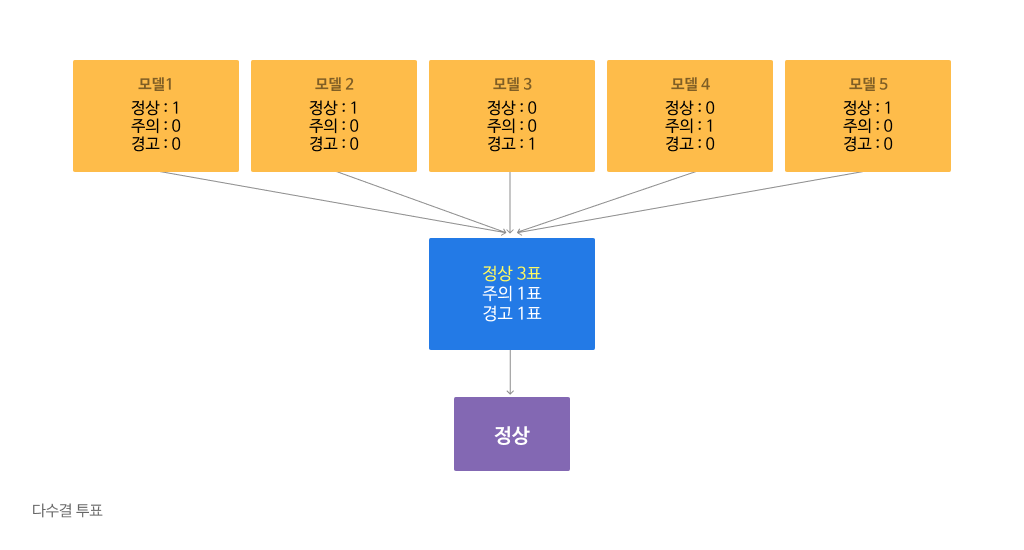 모델1
정상 : 1
주의 : 0
경고 : 0
모델 2
정상 : 1
주의 : 0
경고 : 0
모델 3
정상 : 0
주의 : 0
경고 : 1
모델 4
정상 : 0
주의 : 1
경고 : 0
모델 5
정상 : 1
주의 : 0
경고 : 0
정상 3표
주의 1표
경고 1표
정상
다수결 투표